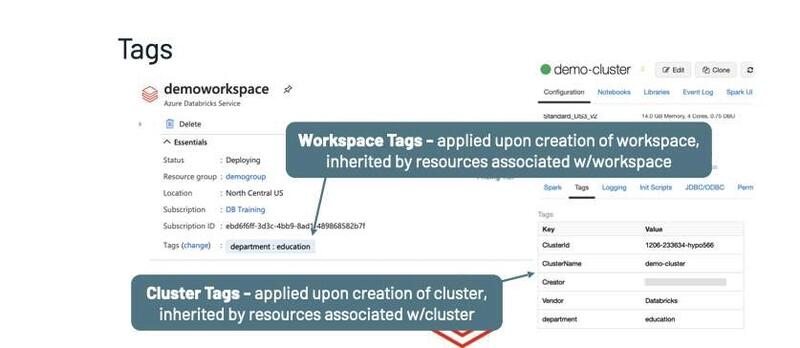 Tags
demoworkspace
Azure Databricks Service
Delete
Essentials
Status : Deploying
Resource group : demogroup
Location : North Central US
Subscription : DB Training
Subscription ID : ebd6f6ff-3d3c-4bb9-8ad1-489868582b7f
Tags (change) : department : education
Workspace Tags - applied upon creation of workspace,
inherited by resources associated w/workspace
Cluster Tags - applied upon creation of cluster,
inherited by resources associated w/cluster
demo-cluster
Edit Clone
Configuration Notebooks Libraries Event Log Spark UI
Standard_DS3_v2 14.0 GB Memory, 4 Cores, 0.75 DBU
Spark Tags Logging Init Scripts JDBC/ODBC Perm
Tags
Key Value
ClusterId 1206-233634-hypo566
ClusterName demo-cluster
Creator
Vendor Databricks
department education